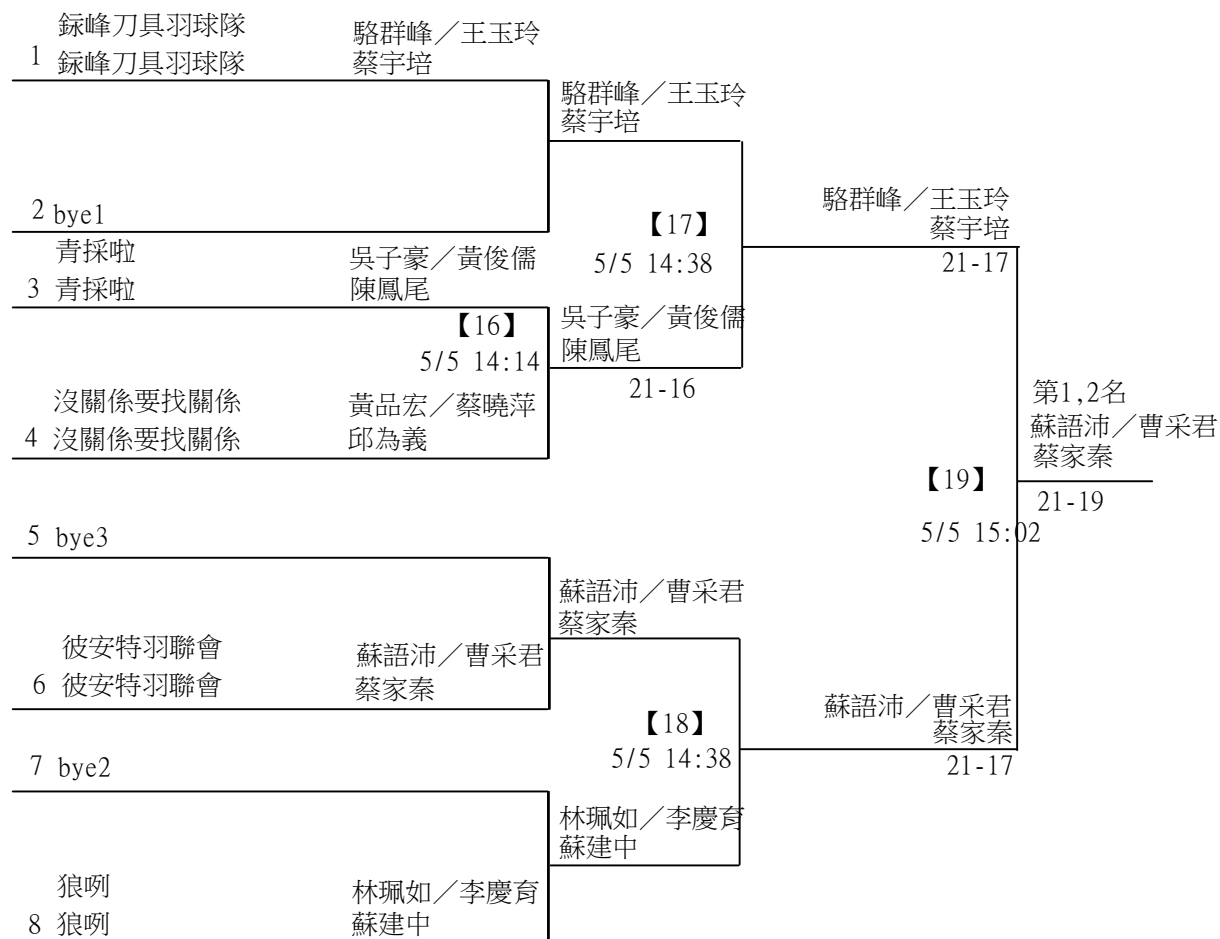 銢峰刀具羽球隊 駱群峰／王玉玲
1 銢峰刀具羽球隊 蔡宇培
駱群峰／王玉玲
蔡宇培
2 bye1
駱群峰／王玉玲
蔡宇培
【17】
5/5 14:38
21-17
青採啦 吳子豪／黃俊儒
3 青採啦 陳鳳尾
【16】
5/5 14:14
吳子豪／黃俊儒
陳鳳尾
21-16
沒關係要找關係 黃品宏／蔡曉萍
4 沒關係要找關係 邱為義
第1,2名
蘇語沛／曹采君
蔡家秦
21-19
【19】
5/5 15:02
5 bye3
蘇語沛／曹采君
蔡家秦
彼安特羽聯會 蘇語沛／曹采君
6 彼安特羽聯會 蔡家秦
蘇語沛／曹采君
蔡家秦
21-17
【18】
5/5 14:38
7 bye2
林珮如／李慶育
蘇建中
狼咧 林珮如／李慶育
8 狼咧 蘇建中